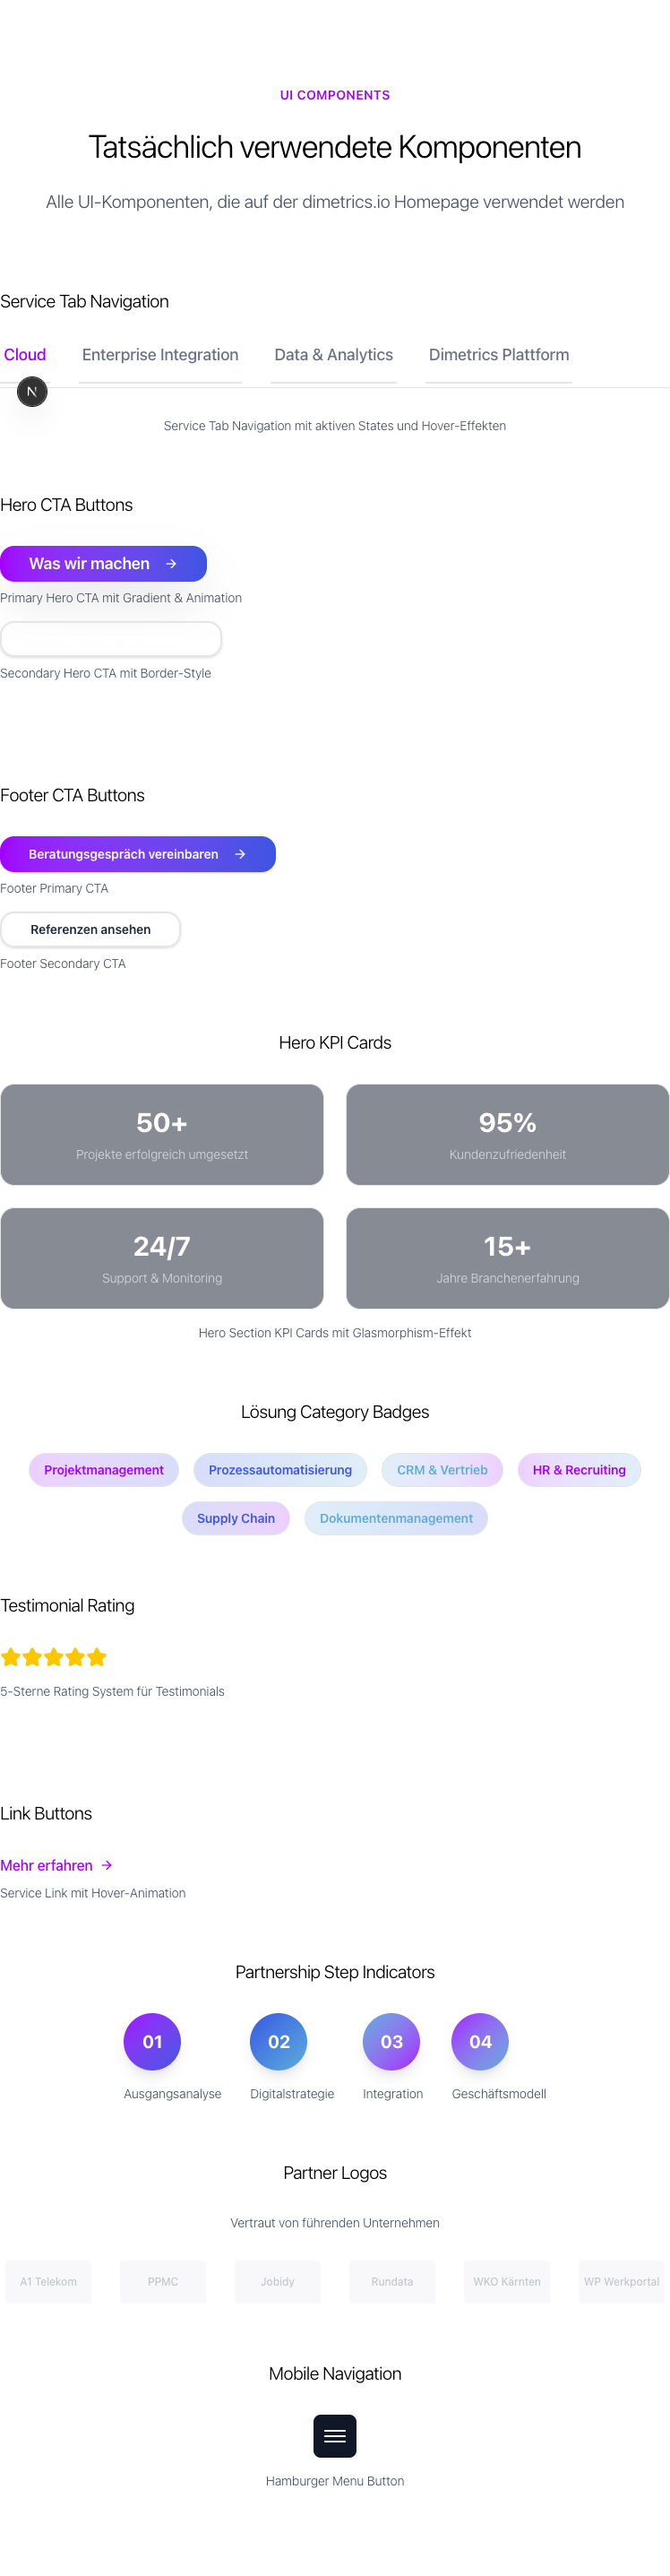 UI COMPONENTS
Tatsächlich verwendete Komponenten
Alle UI-Komponenten, die auf der dimetrics.io Homepage verwendet werden
Service Tab Navigation
Cloud Enterprise Integration Data & Analytics Dimetrics Plattform
N
Service Tab Navigation mit aktiven States und Hover-Effekten
Hero CTA Buttons
Was wir machen →
Primary Hero CTA mit Gradient & Animation
Secondary Hero CTA mit Border-Style
Footer CTA Buttons
Beratungsgespräch vereinbaren →
Footer Primary CTA
Referenzen ansehen
Footer Secondary CTA
Hero KPI Cards
50+ 95%
Projekte erfolgreich umgesetzt Kundenzufriedenheit
24/7 15+
Support & Monitoring Jahre Branchenerfahrung
Hero Section KPI Cards mit Glasmorphism-Effekt
Lösung Category Badges
Projektmanagement Prozessautomatisierung CRM & Vertrieb HR & Recruiting
Supply Chain Dokumentenmanagement
Testimonial Rating
5-Sterne Rating System für Testimonials
Link Buttons
Mehr erfahren →
Service Link mit Hover-Animation
Partnership Step Indicators
01 02 03 04
Ausgangsanalyse Digitalstrategie Integration Geschäftsmodell
Partner Logos
Vertraut von führenden Unternehmen
A1 Telekom PPMC Jobidy Rundata WKO Kärnten WP Werkportal
Mobile Navigation
Hamburger Menu Button